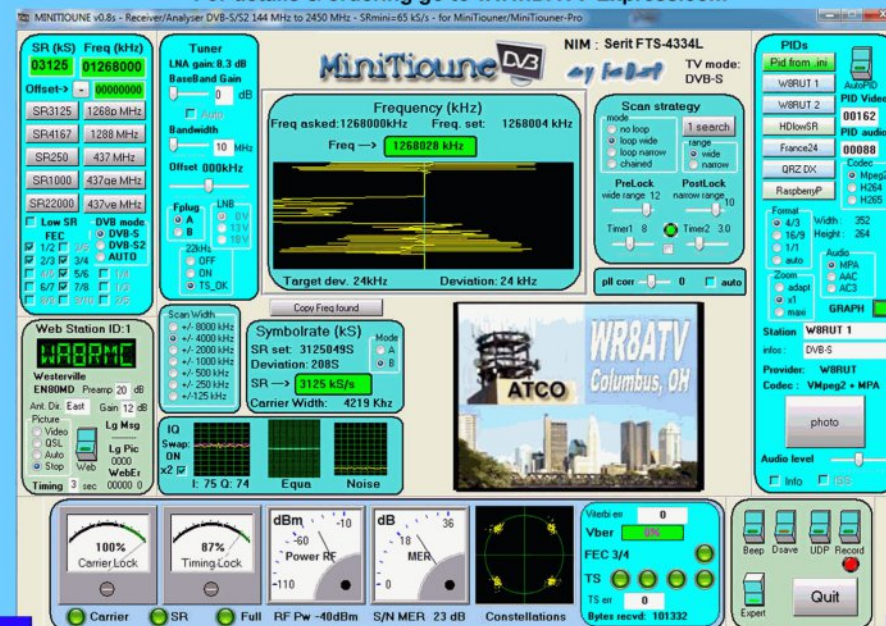 MINITIOUNE v0.8s - Receiver/Analyser DVB-S/S2 144 MHz to 2450 MHz - SRmini=65 kS/s - for MiniTiouner/MiniTiouner-Pro
SR (kS) Freq (kHz)
03125 01268000
Offset-> - 00000000
SR3125 1268p MHz
SR4167 1288 MHz
SR250 437 MHz
SR1000 437qe MHz
SR22000 437ve MHz
Low SR
FEC
1/2 3/5
2/3 3/4
4/5 5/6 1/4
6/7 7/8 1/3
8/9 9/10 2/5
DVB mode
DVB-S
DVB-S2
AUTO
Tuner
LNA gain: 8.3 dB
BaseBand Gain
0 dB
Auto
Bandwidth
10 MHz
Offset 000kHz
Fplug
A
B
LNB
0V
13V
18V
22kHz
OFF
ON
TS_OK
MiniTioune DVB
NIM : Serit FTS-4334L
TV mode:
DVB-S
Frequency (kHz)
Freq asked:1268000kHz Freq. set: 1268004 kHz
Freq --> 1268028 kHz
Target dev. 24kHz Deviation: 24 kHz
Scan strategy
mode
no loop
loop wide
loop narrow
chained
1 search
range
wide
narrow
PreLock PostLock
wide range 12 narrow range 10
Timer1 8 Timer2 3.0
pll corr 0 auto
PIDs
Pid from .ini
W8RUT 1
W8RUT 2
HDlowSR
France24
QRZ DX
RaspberryP
AutoPID
PID Video
00162
PID audio
00088
Codec
Mpeg2
H264
H265
Format
4/3
16/9
1/1
auto
Width : 352
Height : 264
Zoom
adapt
x1
maxi
Audio
MPA
AAC
AC3
GRAPH
Station W8RUT 1
infos : DVB-S
Provider: W8RUT
Codec : VMpeg2 + MPA
photo
Audio level
Info
Web Station ID:1
WA8RMC
Westerville
EN80MD Preamp 20 dB
Ant. Dir. East Gain 12 dB
Picture
Video
QSL
Auto
Stop
Web
Lg Msg
Lg Pic
0000
WebEr
00000 0
Timing 3 sec
Scan Width
+/- 8000 kHz
+/- 4000 kHz
+/- 2000 kHz
+/- 1000 kHz
+/- 500 kHz
+/- 250 kHz
+/-125 kHz
Copy Freq found
Symbolrate (kS)
SR set: 3125049S
Deviation: 208S
SR --> 3125 kS/s
Carrier Width: 4219 Khz
Mode
A
B
IQ
Swap:
ON
x2
I: 75 Q: 74 Equa Noise
ATCO
WR8ATV
Columbus, OH
100%
Carrier Lock
87%
Timing Lock
Carrier SR Full
dBm -10
-60
Power RF
-110
RF Pw -40dBm
dB 36
18
MER
0
S/N MER 23 dB
Constellations
Viterbi err 0
Vber 0%
FEC 3/4
TS
TS err 0
Bytes recvd: 101332
Beep Dsave UDP Record
Expert
Quit